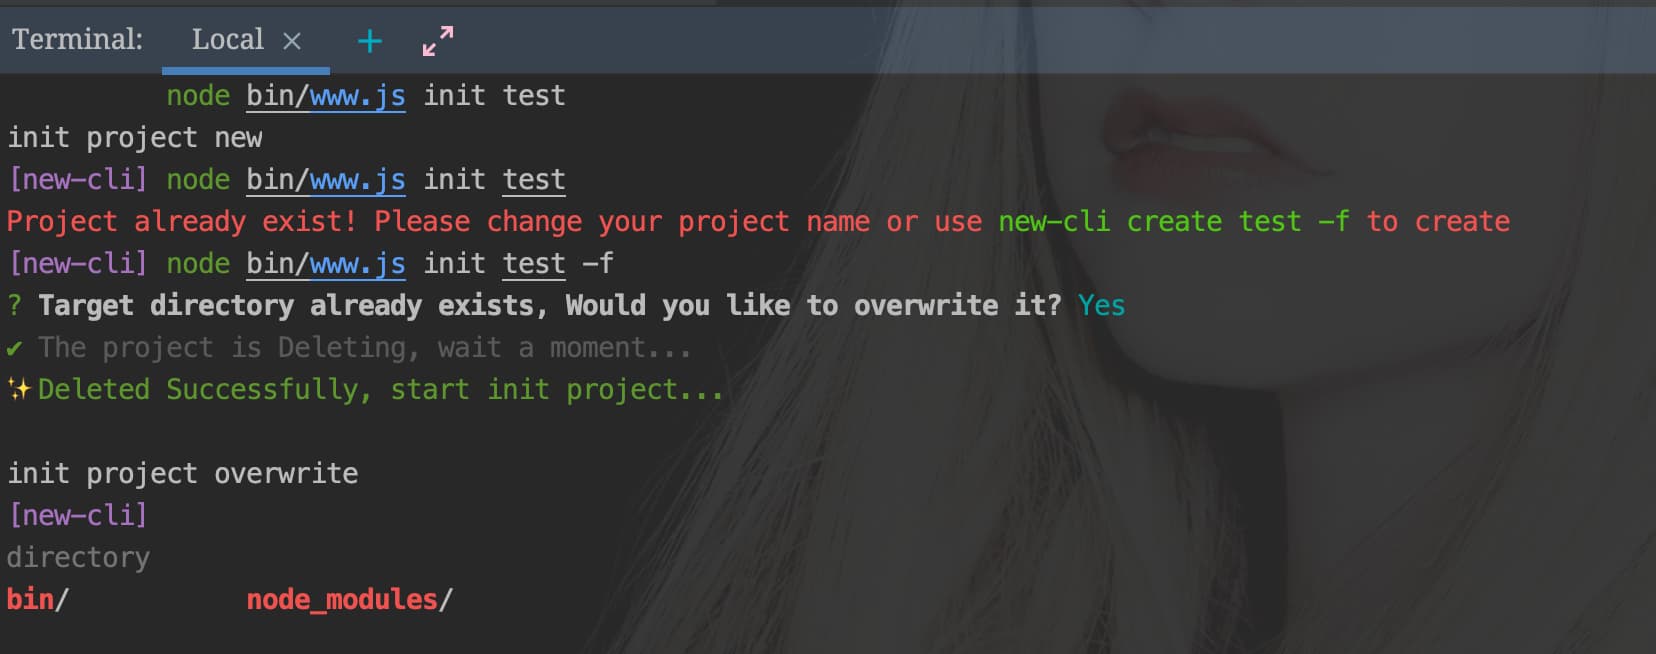 Terminal: Local × +
node bin/www.js init test
init project new
[new-cli] node bin/www.js init test
Project already exist! Please change your project name or use new-cli create test -f to create
[new-cli] node bin/www.js init test -f
? Target directory already exists, Would you like to overwrite it? Yes
✔ The project is Deleting, wait a moment...
✨Deleted Successfully, start init project...
init project overwrite
[new-cli]
directory
bin/ node_modules/